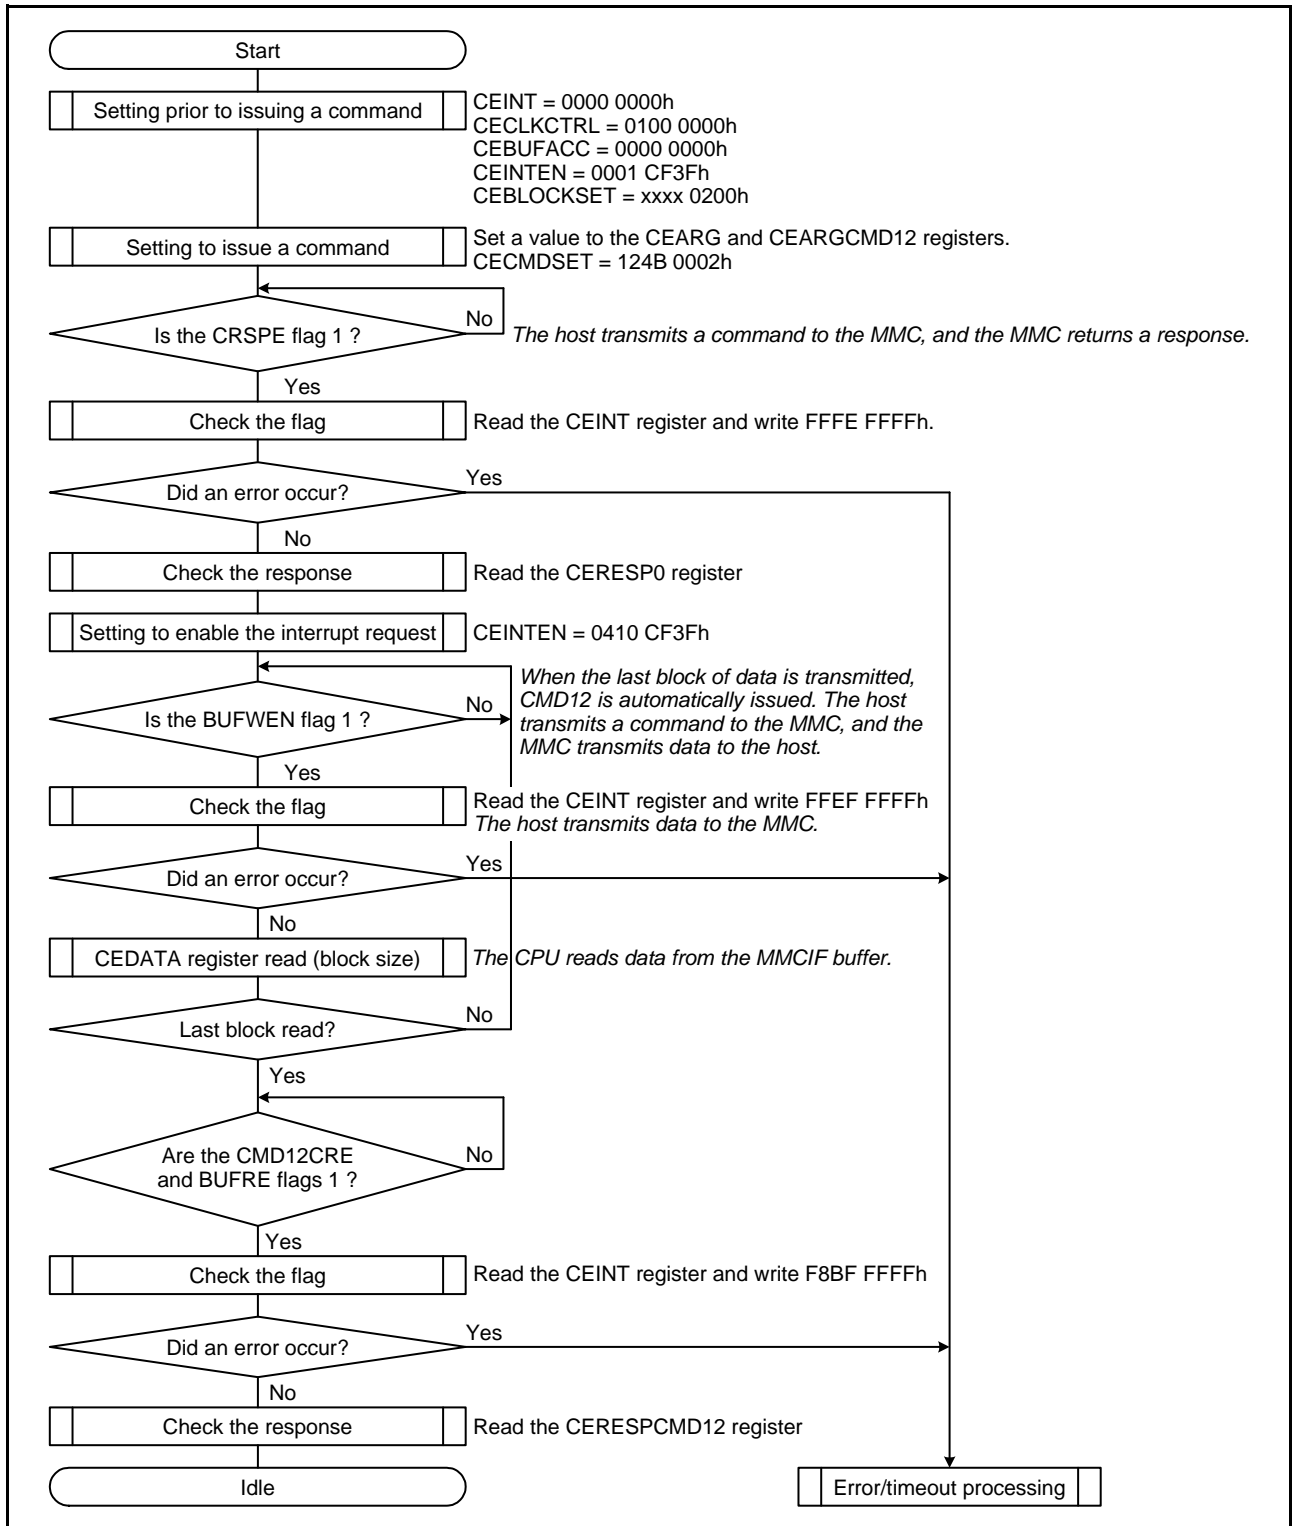 Start
Setting prior to issuing a command
CEINT = 0000 0000h
CECLKCTRL = 0100 0000h
CEBUFACC = 0000 0000h
CEINTEN = 0001 CF3Fh
CEBLOCKSET = xxxx 0200h
Setting to issue a command
Set a value to the CEARG and CEARGCMD12 registers.
CECMDSET = 124B 0002h
Is the CRSPE flag 1 ?
No
The host transmits a command to the MMC, and the MMC returns a response.
Yes
Check the flag
Read the CEINT register and write FFFE FFFFh.
Did an error occur?
Yes
No
Check the response
Read the CERESP0 register
Setting to enable the interrupt request
CEINTEN = 0410 CF3Fh
When the last block of data is transmitted,
CMD12 is automatically issued. The host
transmits a command to the MMC, and the
MMC transmits data to the host.
Is the BUFWEN flag 1 ?
No
Yes
Check the flag
Read the CEINT register and write FFEF FFFFh
The host transmits data to the MMC.
Did an error occur?
Yes
No
CEDATA register read (block size)
The CPU reads data from the MMCIF buffer.
Last block read?
No
Yes
Are the CMD12CRE
and BUFRE flags 1 ?
No
Yes
Check the flag
Read the CEINT register and write F8BF FFFFh
Did an error occur?
Yes
No
Check the response
Read the CERESPCMD12 register
Idle
Error/timeout processing